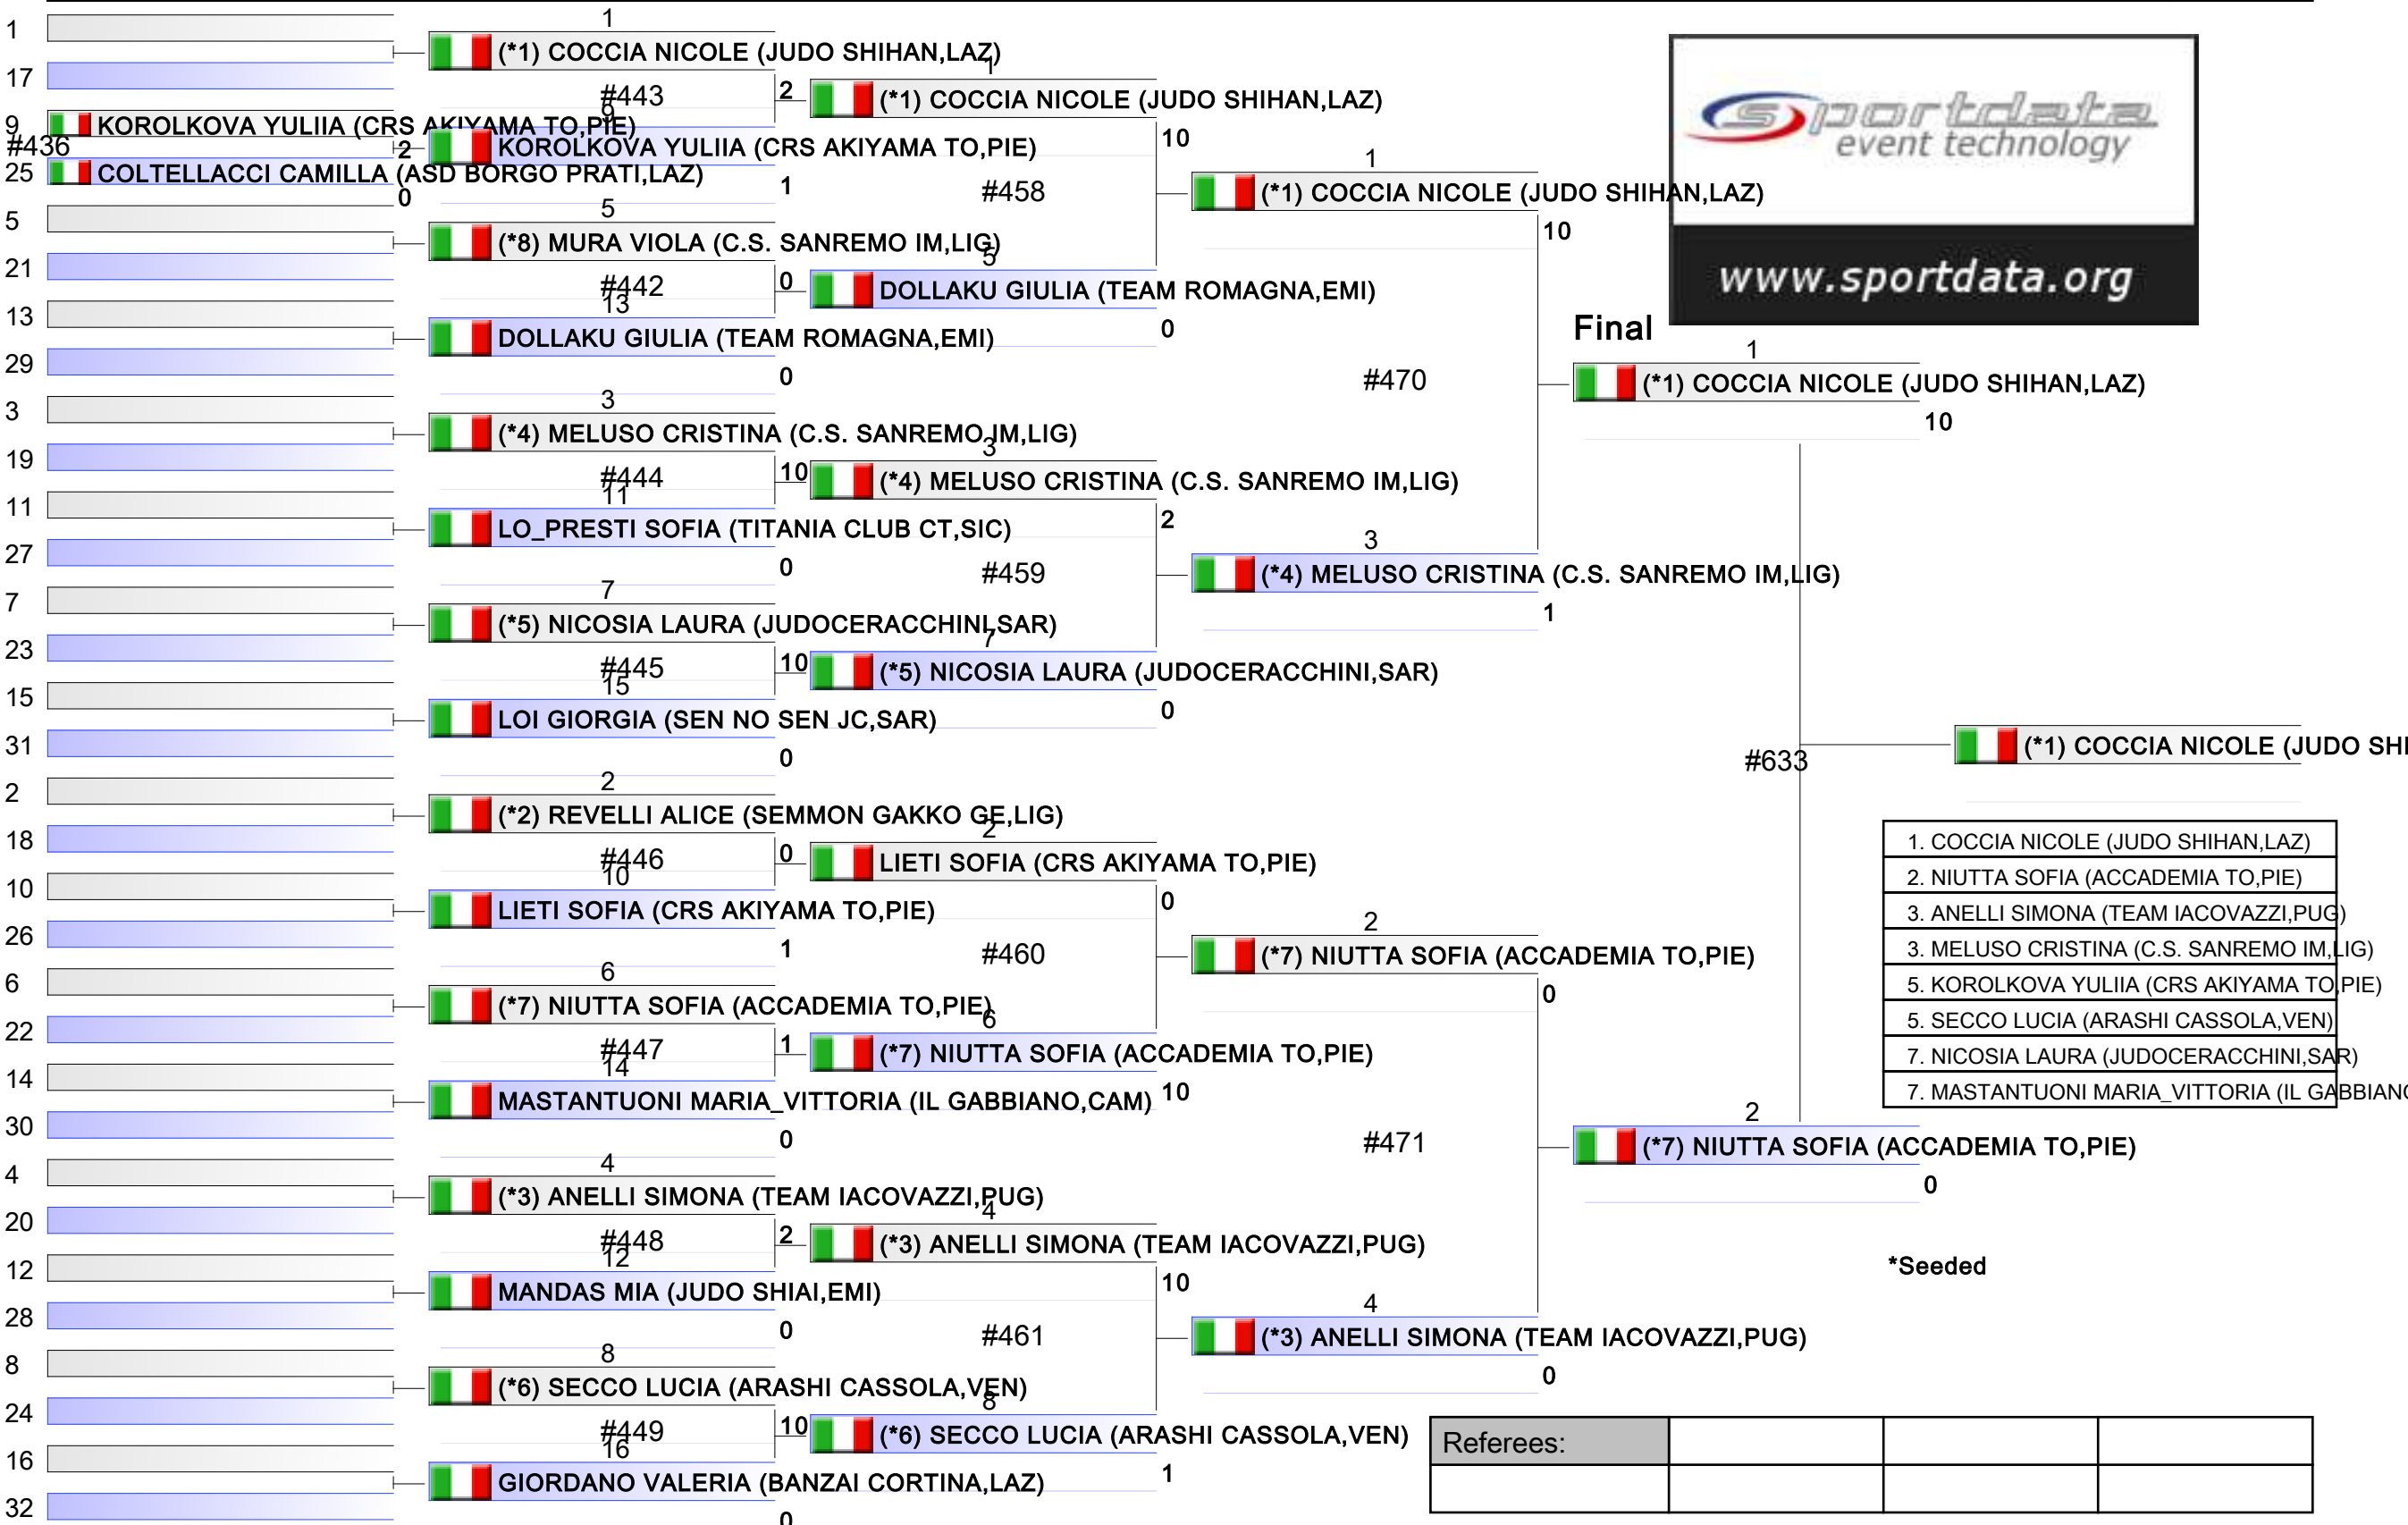 1
17
9
#436
25
5
21
13
29
3
19
11
27
7
23
15
31
2
18
10
26
6
22
14
30
4
20
12
28
8
24
16
32
KOROLKOVA YULIIA (CRS AKIYAMA TO,PIE)
2
COLTELLACCI CAMILLA (ASD BORGO PRATI,LAZ)
0
1
(*1) COCCIA NICOLE (JUDO SHIHAN,LAZ)
2
#443
9
KOROLKOVA YULIIA (CRS AKIYAMA TO,PIE)
1
5
(*8) MURA VIOLA (C.S. SANREMO IM,LIG)
0
#442
13
DOLLAKU GIULIA (TEAM ROMAGNA,EMI)
0
3
(*4) MELUSO CRISTINA (C.S. SANREMO IM,LIG)
10
#444
11
LO_PRESTI SOFIA (TITANIA CLUB CT,SIC)
0
7
(*5) NICOSIA LAURA (JUDOCERACCHINI,SAR)
10
#445
15
LOI GIORGIA (SEN NO SEN JC,SAR)
0
2
(*2) REVELLI ALICE (SEMMON GAKKO GE,LIG)
0
#446
10
LIETI SOFIA (CRS AKIYAMA TO,PIE)
1
6
(*7) NIUTTA SOFIA (ACCADEMIA TO,PIE)
1
#447
14
MASTANTUONI MARIA_VITTORIA (IL GABBIANO,CAM)
0
4
(*3) ANELLI SIMONA (TEAM IACOVAZZI,PUG)
2
#448
12
MANDAS MIA (JUDO SHIAI,EMI)
0
8
(*6) SECCO LUCIA (ARASHI CASSOLA,VEN)
10
#449
16
GIORDANO VALERIA (BANZAI CORTINA,LAZ)
0
1
(*1) COCCIA NICOLE (JUDO SHIHAN,LAZ)
10
#458
5
DOLLAKU GIULIA (TEAM ROMAGNA,EMI)
0
3
(*4) MELUSO CRISTINA (C.S. SANREMO IM,LIG)
2
#459
7
(*5) NICOSIA LAURA (JUDOCERACCHINI,SAR)
0
2
LIETI SOFIA (CRS AKIYAMA TO,PIE)
0
#460
6
(*7) NIUTTA SOFIA (ACCADEMIA TO,PIE)
10
4
(*3) ANELLI SIMONA (TEAM IACOVAZZI,PUG)
10
#461
8
(*6) SECCO LUCIA (ARASHI CASSOLA,VEN)
1
1
(*1) COCCIA NICOLE (JUDO SHIHAN,LAZ)
10
#470
3
(*4) MELUSO CRISTINA (C.S. SANREMO IM,LIG)
1
2
(*7) NIUTTA SOFIA (ACCADEMIA TO,PIE)
0
#471
4
(*3) ANELLI SIMONA (TEAM IACOVAZZI,PUG)
0
sportdata
event technology
www.sportdata.org
Final
1
(*1) COCCIA NICOLE (JUDO SHIHAN,LAZ)
10
#633
2
(*7) NIUTTA SOFIA (ACCADEMIA TO,PIE)
0
(*1) COCCIA NICOLE (JUDO SHI
1. COCCIA NICOLE (JUDO SHIHAN,LAZ)
2. NIUTTA SOFIA (ACCADEMIA TO,PIE)
3. ANELLI SIMONA (TEAM IACOVAZZI,PUG)
3. MELUSO CRISTINA (C.S. SANREMO IM,LIG)
5. KOROLKOVA YULIIA (CRS AKIYAMA TO,PIE)
5. SECCO LUCIA (ARASHI CASSOLA,VEN)
7. NICOSIA LAURA (JUDOCERACCHINI,SAR)
7. MASTANTUONI MARIA_VITTORIA (IL GABBIANO
*Seeded
Referees: